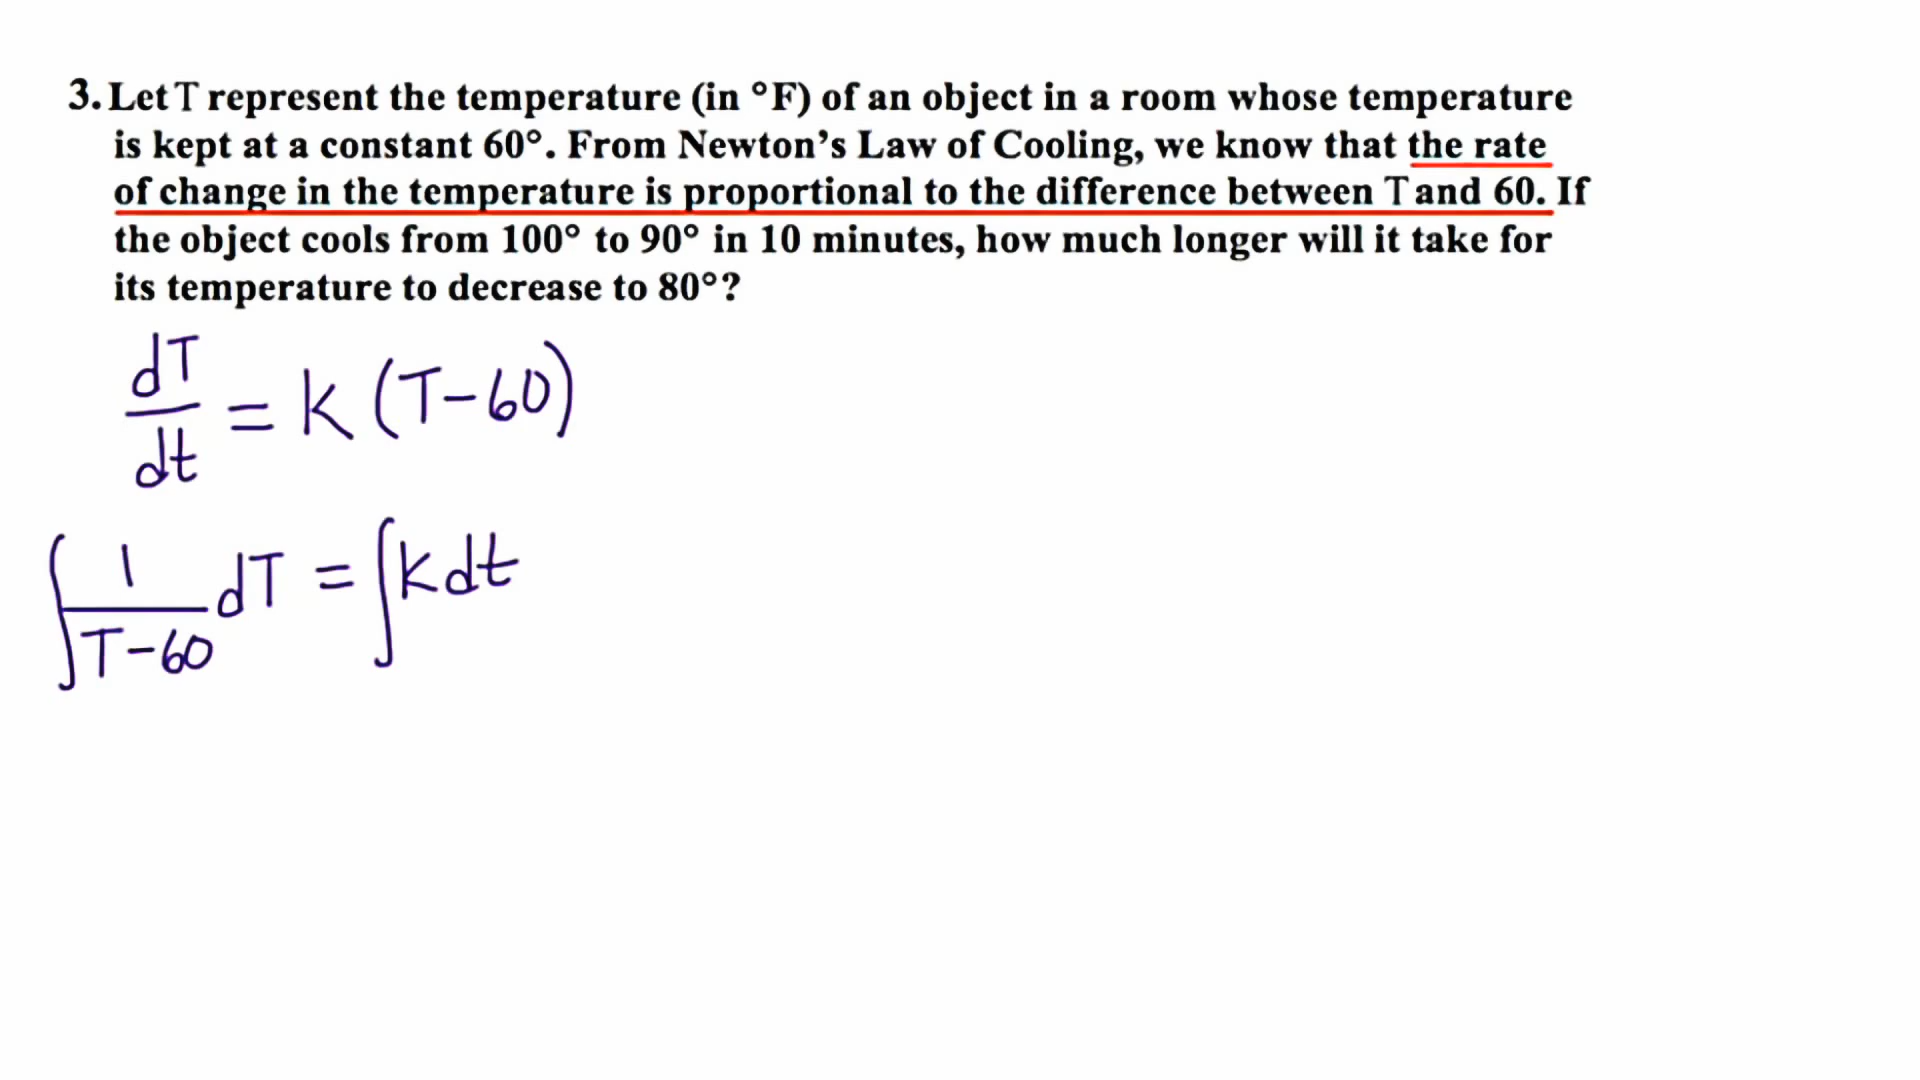 3. Let T represent the temperature (in °F) of an object in a room whose temperature
is kept at a constant 60°. From Newton's Law of Cooling, we know that the rate
of change in the temperature is proportional to the difference between T and 60. If
the object cools from 100° to 90° in 10 minutes, how much longer will it take for
its temperature to decrease to 80°?
dT/dt = k (T-60)
∫ 1/(T-60) dT = ∫ k dt